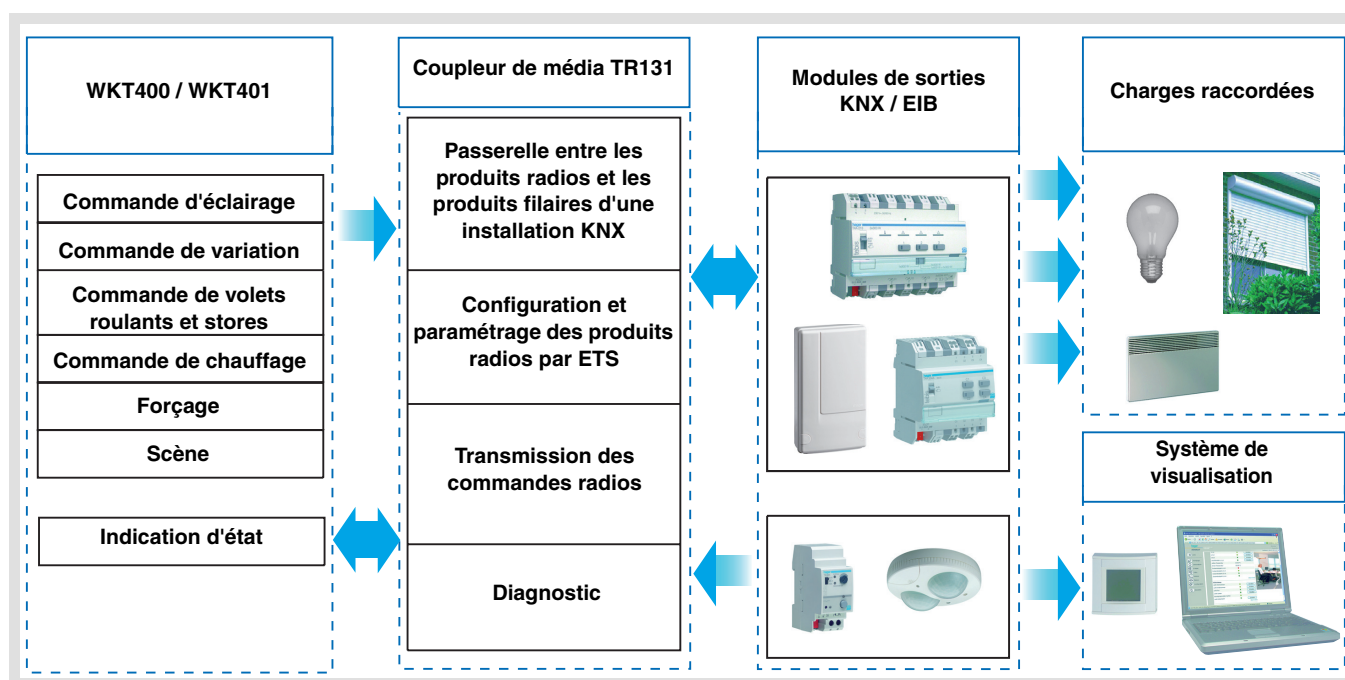 WKT400 / WKT401
Commande d'éclairage
Commande de variation
Commande de volets
roulants et stores
Commande de chauffage
Forçage
Scène
Indication d'état
Coupleur de média TR131
Passerelle entre les
produits radios et les
produits filaires d'une
installation KNX
Configuration et
paramétrage des produits
radios par ETS
Transmission des
commandes radios
Diagnostic
Modules de sorties
KNX / EIB
Charges raccordées
Système de
visualisation